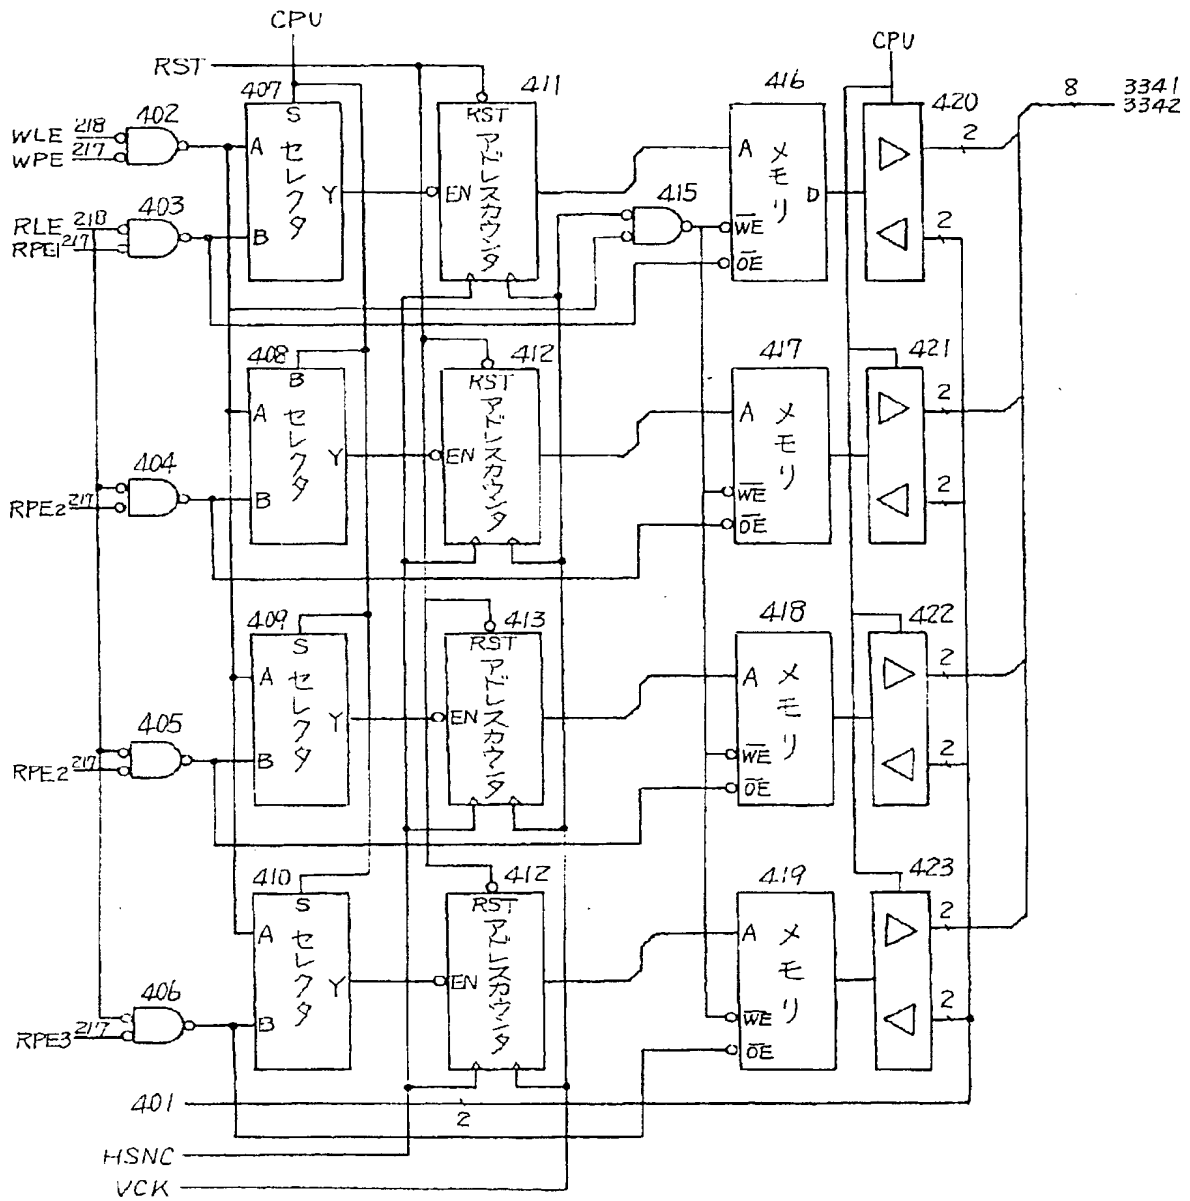 CPU
CPU
RST
407
411
416
420
8
3341
3342
WLE 218
WPE 217
402
S
A
セレクタ
Y
B
RST
EN
アドレスカウンタ
415
A
メモリ
D
WE
OE
2
2
RLE 218
RPE1 217
403
408
412
417
421
B
A
セレクタ
Y
B
RST
EN
アドレスカウンタ
A
メモリ
WE
OE
2
2
404
RPE2 217
409
413
418
422
S
A
セレクタ
Y
B
RST
EN
アドレスカウンタ
A
メモリ
WE
OE
2
2
405
RPE2 217
410
412
419
423
S
A
セレクタ
Y
B
RST
EN
アドレスカウンタ
A
メモリ
WE
OE
2
2
406
RPE3 217
401
2
HSNC
VCK